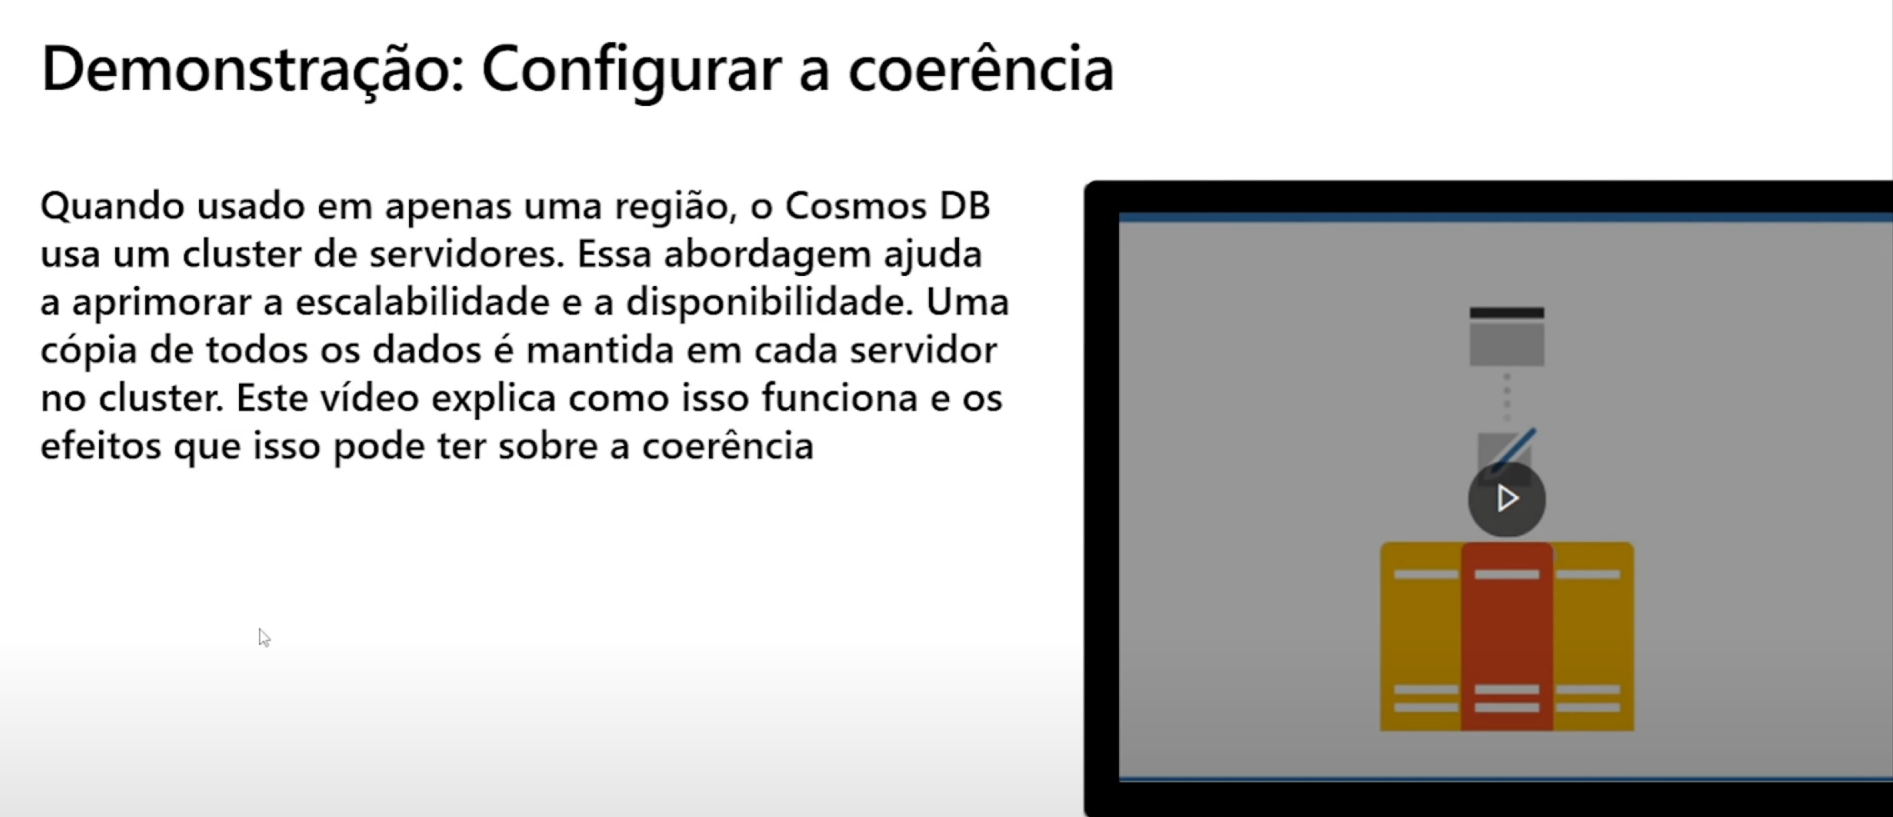 Demonstração: Configurar a coerência
Quando usado em apenas uma região, o Cosmos DB
usa um cluster de servidores. Essa abordagem ajuda
a aprimorar a escalabilidade e a disponibilidade. Uma
cópia de todos os dados é mantida em cada servidor
no cluster. Este vídeo explica como isso funciona e os
efeitos que isso pode ter sobre a coerência